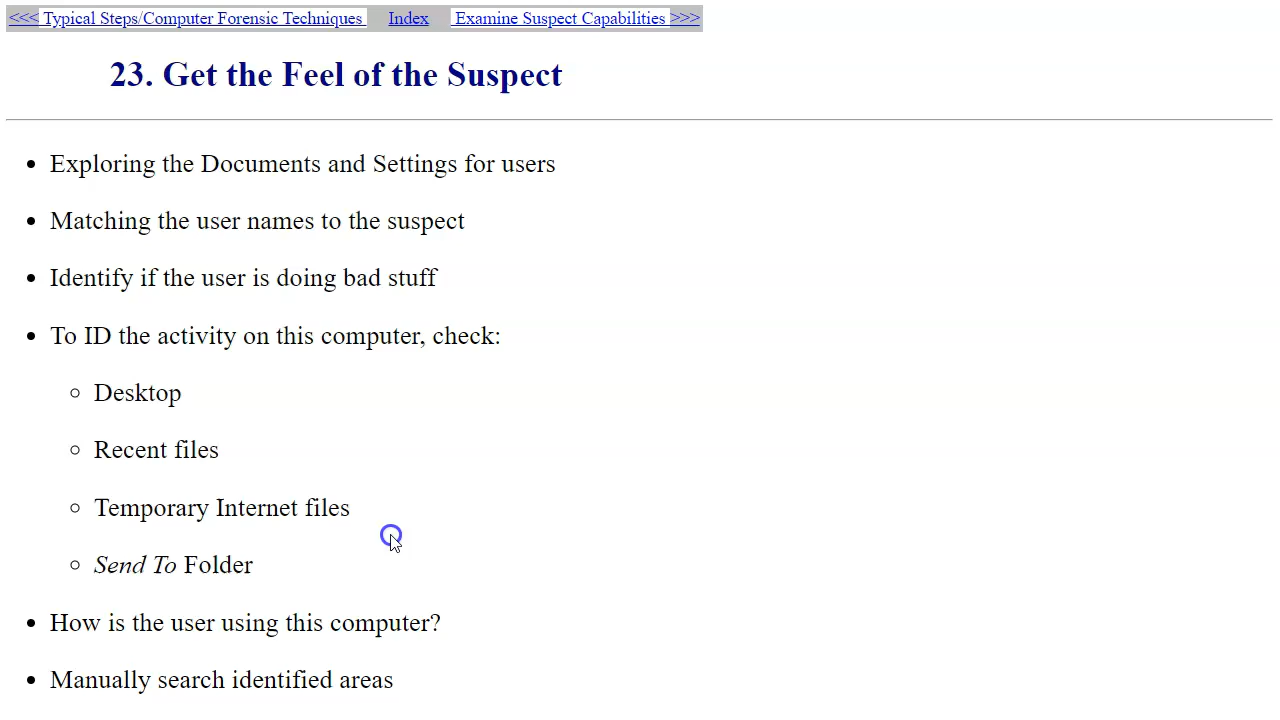 <<< Typical Steps/Computer Forensic Techniques Index Examine Suspect Capabilities >>>
23. Get the Feel of the Suspect
Exploring the Documents and Settings for users
Matching the user names to the suspect
Identify if the user is doing bad stuff
To ID the activity on this computer, check:
Desktop
Recent files
Temporary Internet files
Send To Folder
How is the user using this computer?
Manually search identified areas